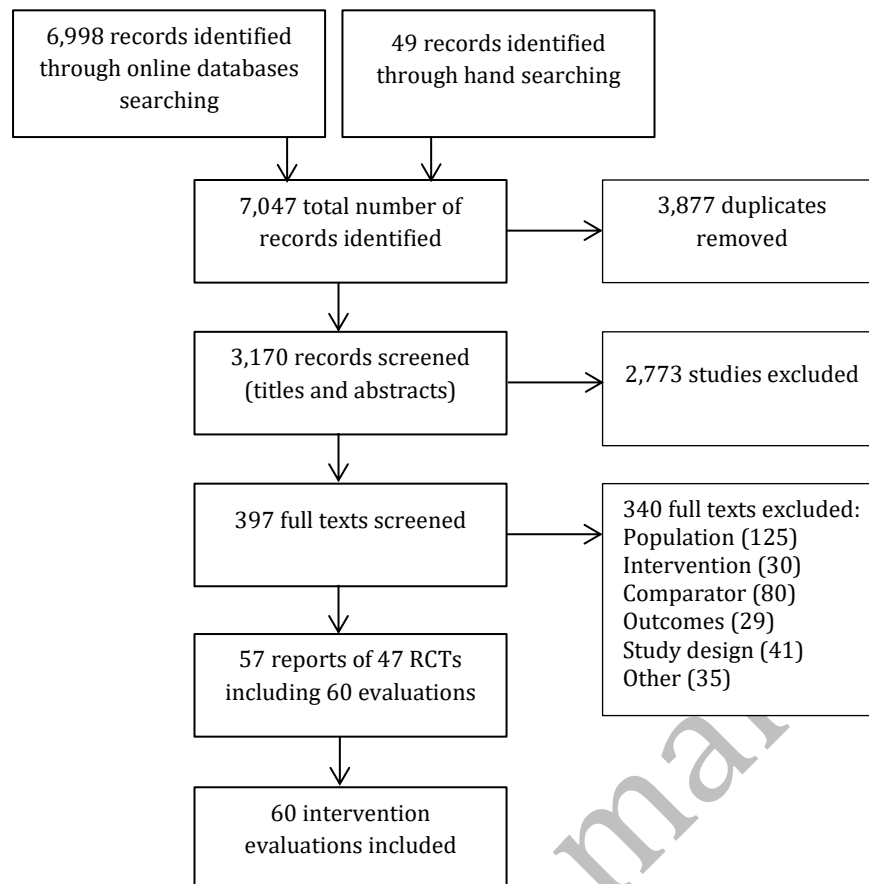 6,998 records identified
through online databases
searching
49 records identified
through hand searching
7,047 total number of
records identified
3,877 duplicates
removed
3,170 records screened
(titles and abstracts)
2,773 studies excluded
397 full texts screened
340 full texts excluded:
Population (125)
Intervention (30)
Comparator (80)
Outcomes (29)
Study design (41)
Other (35)
57 reports of 47 RCTs
including 60 evaluations
60 intervention
evaluations included